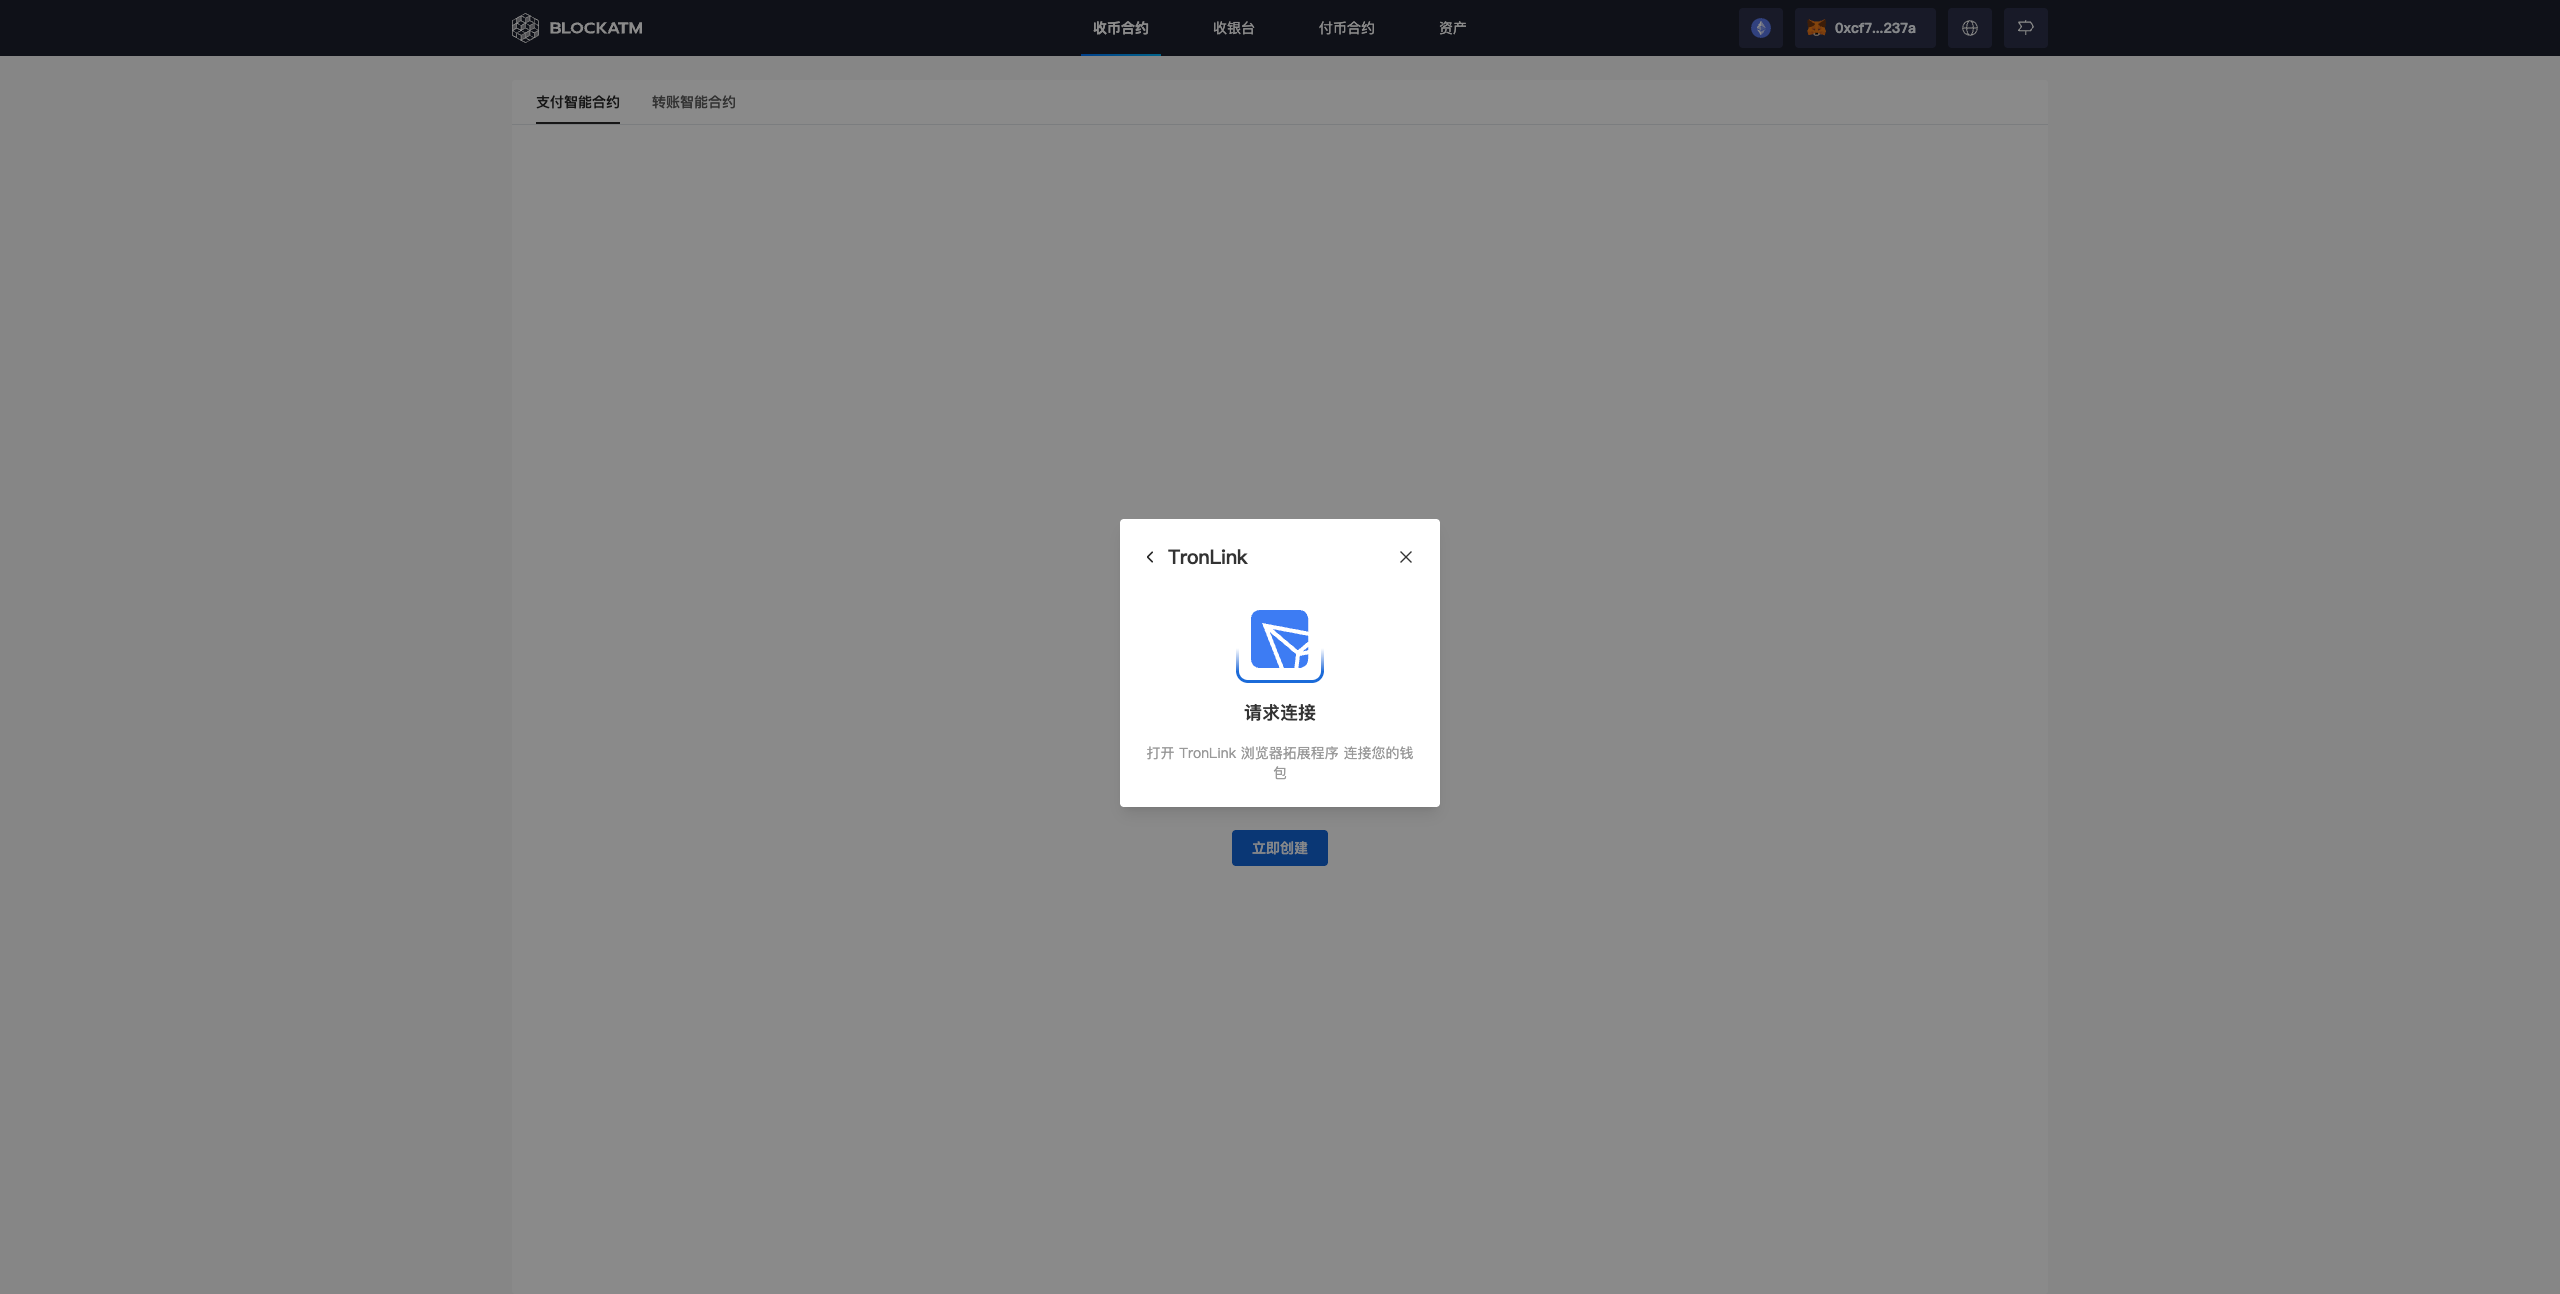 BLOCKATM
收币合约
收银台
付币合约
资产
0xcf7...237a
支付智能合约
转账智能合约
TronLink
请求连接
打开 TronLink 浏览器拓展程序 连接您的钱
包
立即创建